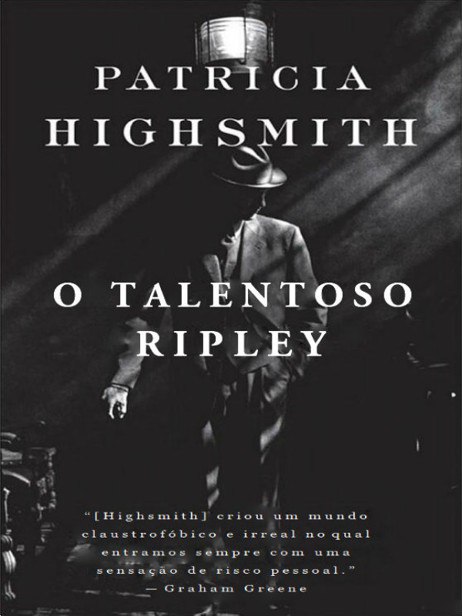 PATRICIA
HIGHSMITH
O TALENTOSO
RIPLEY
“[Highsmith] criou um mundo
claustrofóbico e irreal no qual
entramos sempre com uma
sensação de risco pessoal.”
— Graham Greene